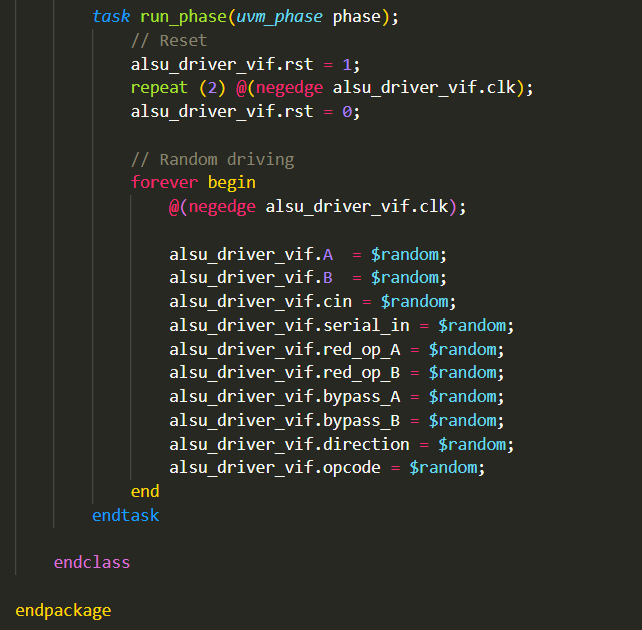 task run_phase(uvm_phase phase);
// Reset
alsu_driver_vif.rst = 1;
repeat (2) @(negedge alsu_driver_vif.clk);
alsu_driver_vif.rst = 0;
// Random driving
forever begin
@(negedge alsu_driver_vif.clk);
alsu_driver_vif.A  = $random;
alsu_driver_vif.B  = $random;
alsu_driver_vif.cin = $random;
alsu_driver_vif.serial_in = $random;
alsu_driver_vif.red_op_A = $random;
alsu_driver_vif.red_op_B = $random;
alsu_driver_vif.bypass_A = $random;
alsu_driver_vif.bypass_B = $random;
alsu_driver_vif.direction = $random;
alsu_driver_vif.opcode = $random;
end
endtask
endclass
endpackage